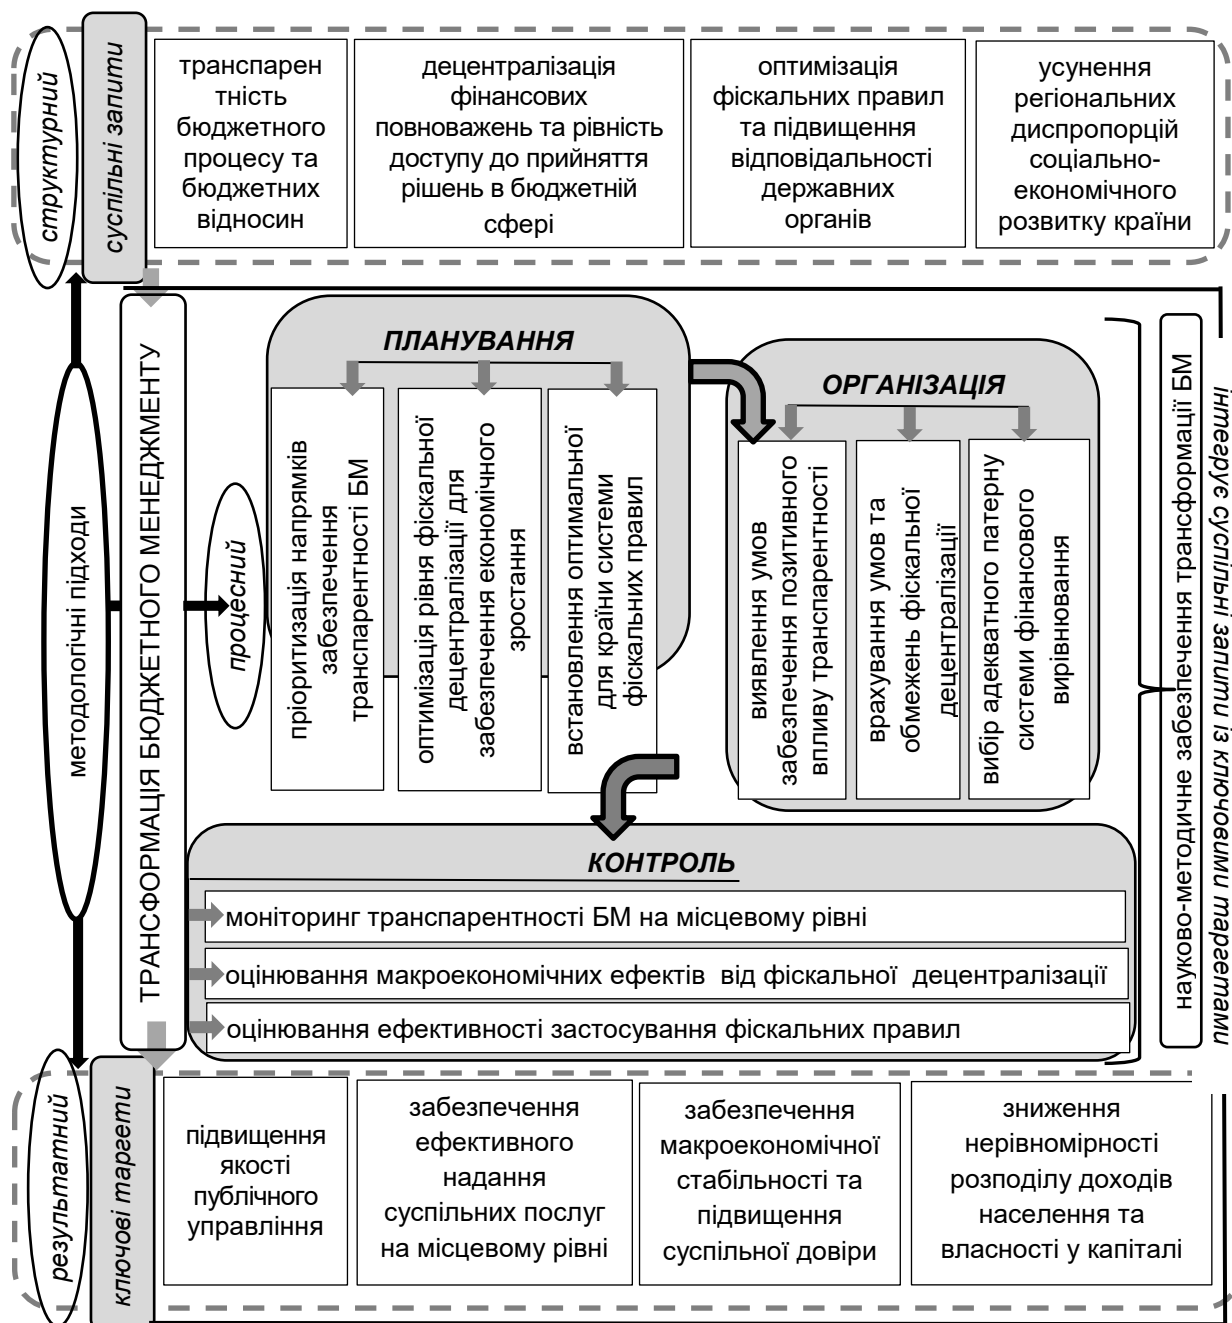 структурний
суспільні запити
транспарен
тність
бюджетного
процесу та
бюджетних
відносин
децентралізація
фінансових
повноважень та рівність
доступу до прийняття
рішень в бюджетній
сфері
оптимізація
фіскальних правил
та підвищення
відповідальності
державних
органів
усунення
регіональних
диспропорцій
соціально-
економічного
розвитку країни
методологічні підходи
ТРАНСФОРМАЦІЯ БЮДЖЕТНОГО МЕНЕДЖМЕНТУ
процесний
ПЛАНУВАННЯ
пріоритизація напрямків
забезпечення
транспарентності БМ
оптимізація рівня фіскальної
децентралізації для
забезпечення економічного
зростання
встановлення оптимальної
для країни системи
фіскальних правил
ОРГАНІЗАЦІЯ
виявлення умов
забезпечення позитивного
впливу транспарентності
врахування умов та
обмежень фіскальної
децентралізації
вибір адекватного патерну
системи фінансового
вирівнювання
КОНТРОЛЬ
моніторинг транспарентності БМ на місцевому рівні
оцінювання макроекономічних ефектів від фіскальної децентралізації
оцінювання ефективності застосування фіскальних правил
науково-методичне забезпечення трансформації БМ
інтегрує суспільні запити із ключовими таргетами
результатний
ключові таргети
підвищення
якості
публічного
управління
забезпечення
ефективного
надання
суспільних послуг
на місцевому рівні
забезпечення
макроекономічної
стабільності та
підвищення
суспільної довіри
зниження
нерівномірності
розподілу доходів
населення та
власності у капіталі